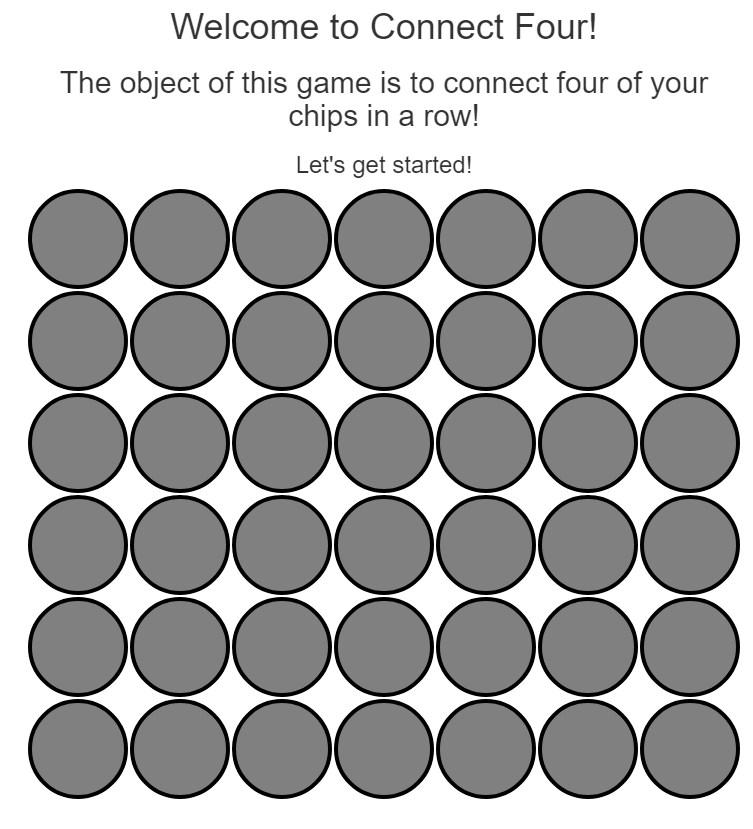 Welcome to Connect Four!
The object of this game is to connect four of your
chips in a row!
Let's get started!